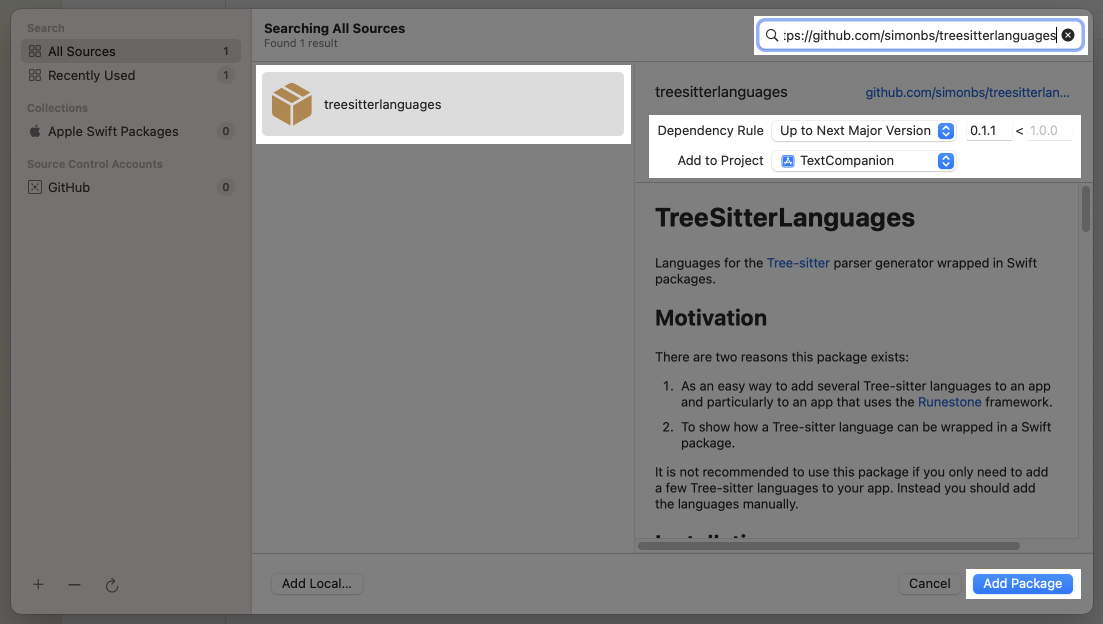 Search
All Sources 1
Recently Used 1
Collections
Apple Swift Packages 0
Source Control Accounts
GitHub 0
Searching All Sources
Found 1 result
:ps://github.com/simonbs/treesitterlanguages
treesitterlanguages
treesitterlanguages github.com/simonbs/treesitterlan...
Dependency Rule Up to Next Major Version 0.1.1 < 1.0.0
Add to Project TextCompanion
TreeSitterLanguages
Languages for the Tree-sitter parser generator wrapped in Swift
packages.
Motivation
There are two reasons this package exists:
1. As an easy way to add several Tree-sitter languages to an app
and particularly to an app that uses the Runestone framework.
2. To show how a Tree-sitter language can be wrapped in a Swift
package.
It is not recommended to use this package if you only need to add
a few Tree-sitter languages to your app. Instead you should add
the languages manually.
Add Local...
Cancel
Add Package